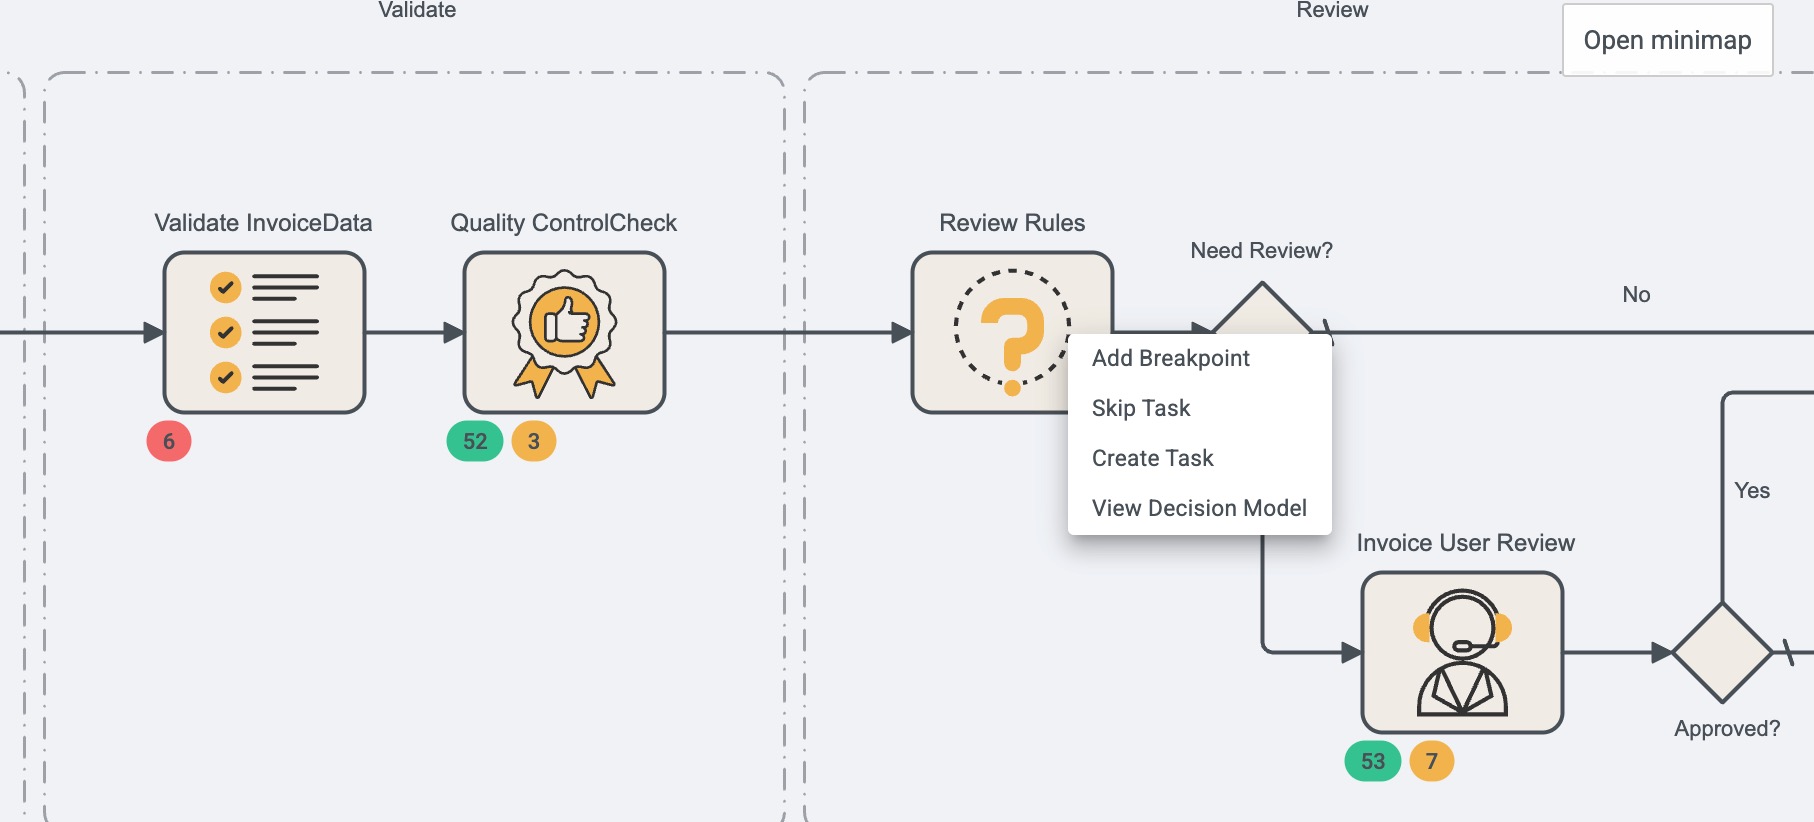 Validate
Review
Open minimap
Validate InvoiceData
Quality ControlCheck
Review Rules
Need Review?
No
Add Breakpoint
Skip Task
Create Task
View Decision Model
6
52
3
Yes
Invoice User Review
Approved?
53
7